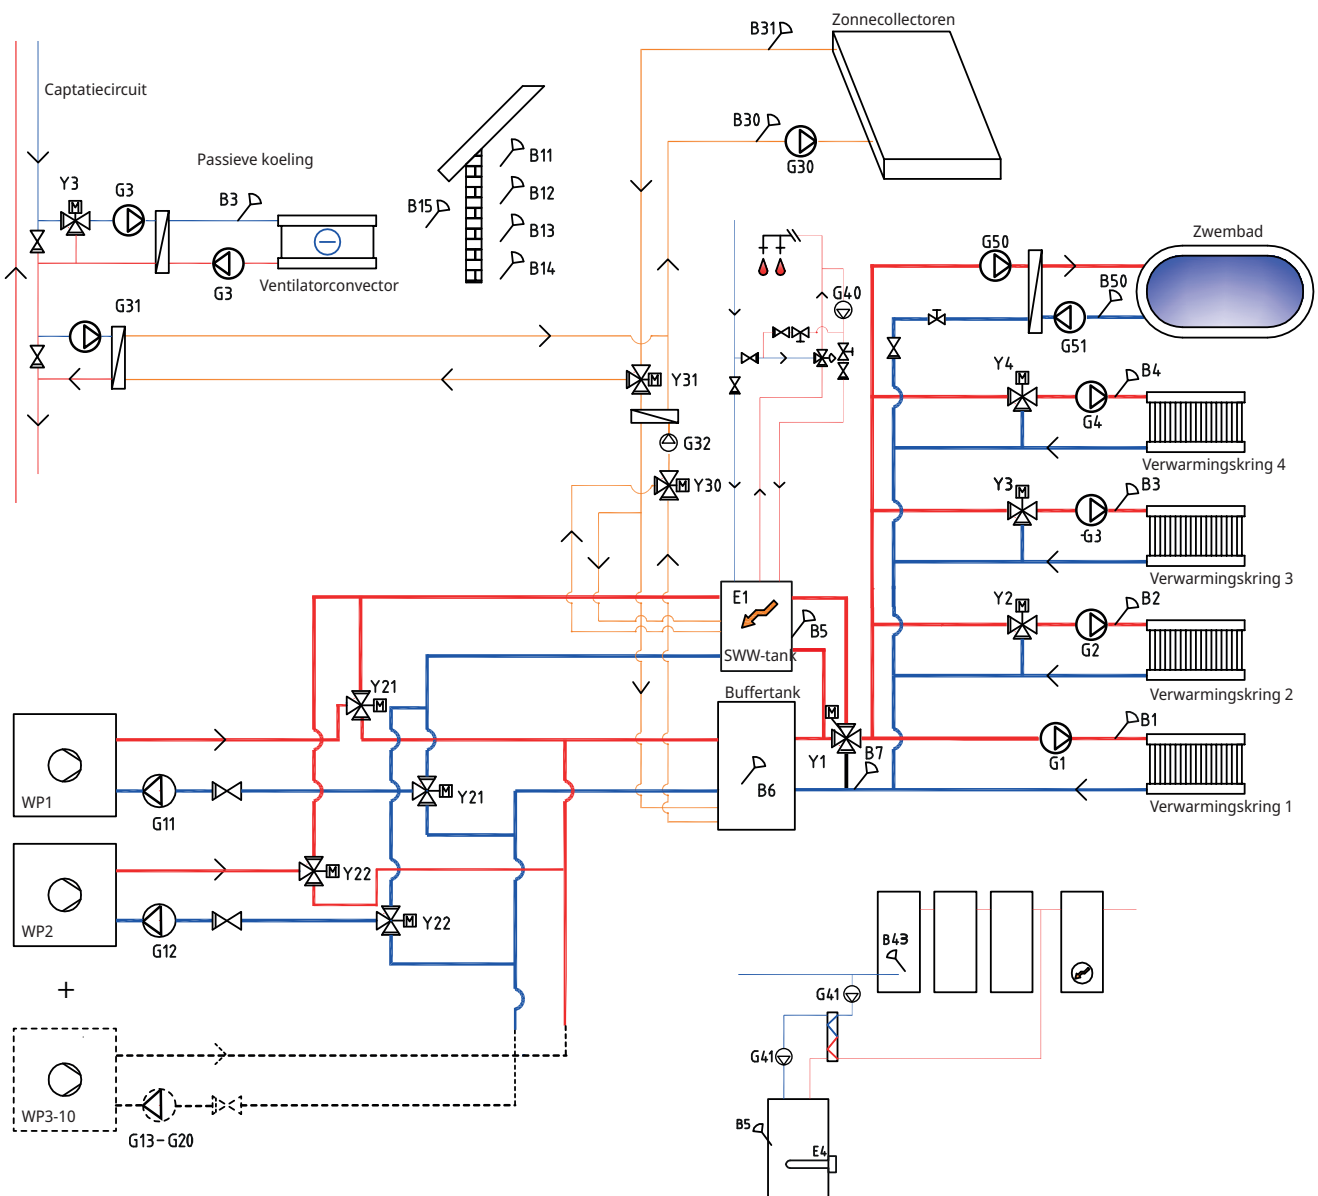 Zonnecollectoren
B31
Captatiecircuit
B30
G30
Passieve koeling
B11
Y3
G3
B3
B12
B15
B13
B14
G3
Ventilatorconvector
Zwembad
G50
B50
G51
G40
G31
Y31
Y4
B4
G4
Verwarmingskring 4
G32
Y30
Y3
B3
G3
Verwarmingskring 3
E1
B5
SWW-tank
Y2
B2
G2
Verwarmingskring 2
Buffertank
Y21
M
B1
Y1
B7
G1
Verwarmingskring 1
B6
WP1
G11
Y21
Y22
WP2
G12
Y22
+
B43
G41
G41
WP3-10
G13-G20
B5
E4